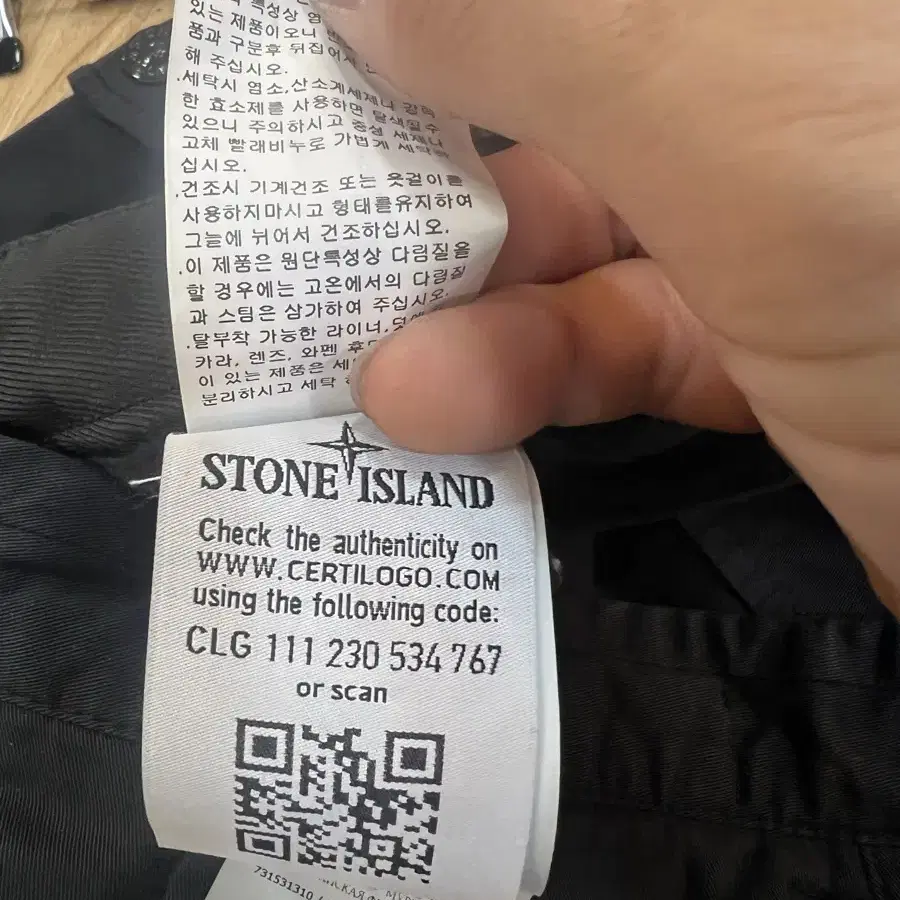 특성상 염
있는 제품이오니
품과 구분후 뒤집어서
해 주십시오.
.세탁시 염소,산소계세제나 강력
한 효소제를 사용하면 탈색될수
있으니 주의하시고 중성 세제나
고체 빨래비누로 가볍게 세탁하
십시오.
.건조시 기계건조 또는 옷걸이를
사용하지마시고 형태를유지하여
그늘에 뉘어서 건조하십시오.
.이 제품은 원단특성상 다림질을
할 경우에는 고온에서의 다림질
과 스팀은 삼가하여 주십시오.
.탈부착 가능한 라이너,
카라, 렌즈, 와펜 후드
이 있는 제품은 세
분리하시고 세탁
STONE ISLAND
Check the authenticity on
WWW.CERTILOGO.COM
using the following code:
CLG 111 230 534 767
or scan
731531310 /